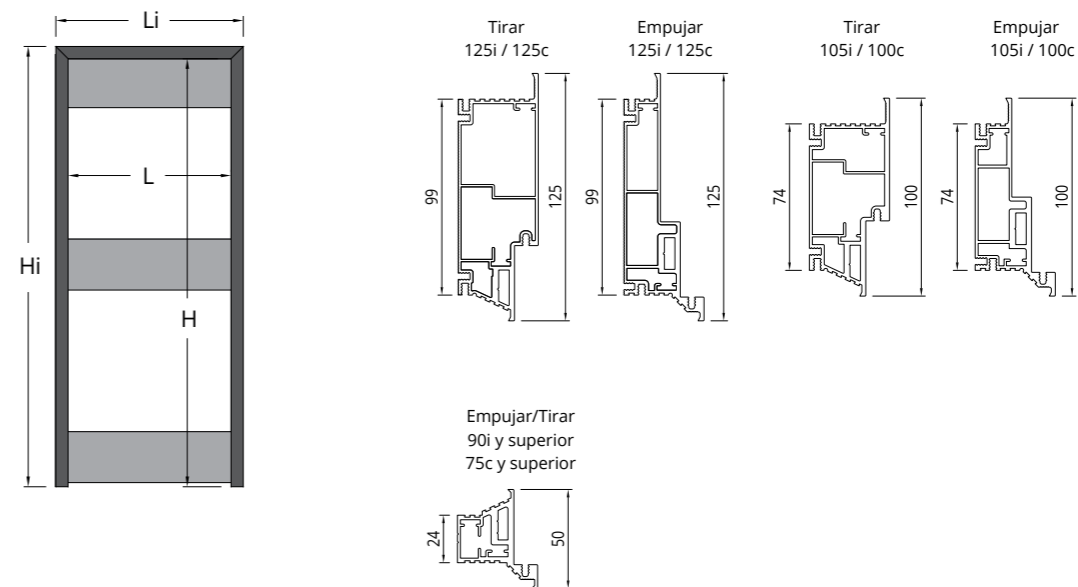 Li
Hi
L
H
Tirar
125i / 125c
99
125
Empujar
125i / 125c
99
125
Tirar
105i / 100c
74
100
Empujar
105i / 100c
74
100
Empujar/Tirar
90i y superior
75c y superior
24
50